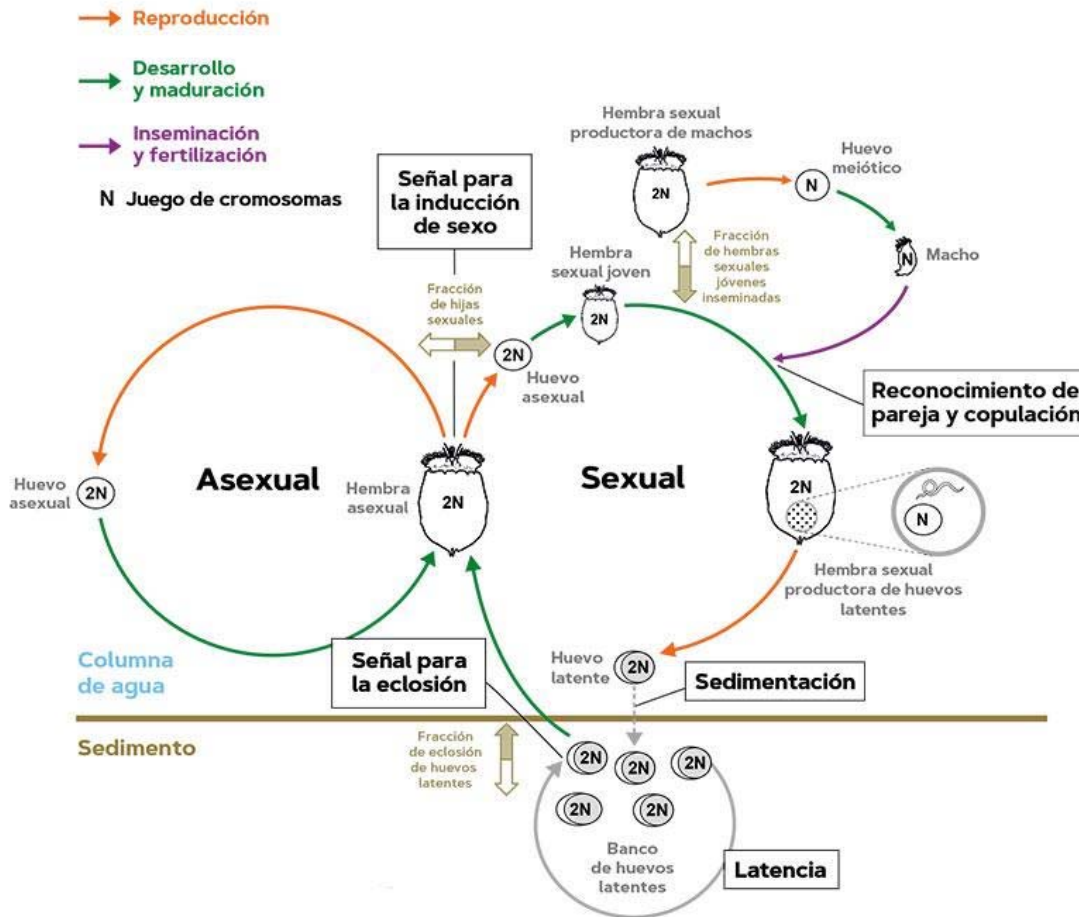 Reproducción
Desarrollo
y maduración
Inseminación
y fertilización
N Juego de cromosomas
Señal para
la inducción
de sexo
Hembra sexual
productora de machos
2N
Huevo
meiótico
N
Fracción
de hembras
sexuales
jóvenes
inseminadas
N
Macho
Hembra
sexual joven
2N
Fracción
de hijas
sexuales
2N
Huevo
asexual
Reconocimiento de
pareja y copulación
Huevo
asexual
2N
Asexual
Hembra
asexual
2N
Sexual
2N
N
Hembra sexual
productora de huevos
latentes
Columna
de agua
Señal para
la eclosión
Huevo
latente
2N
Sedimentación
Sedimento
Fracción
de eclosión
de huevos
latentes
2N
2N
2N
2N
2N
Banco
de huevos
latentes
Latencia